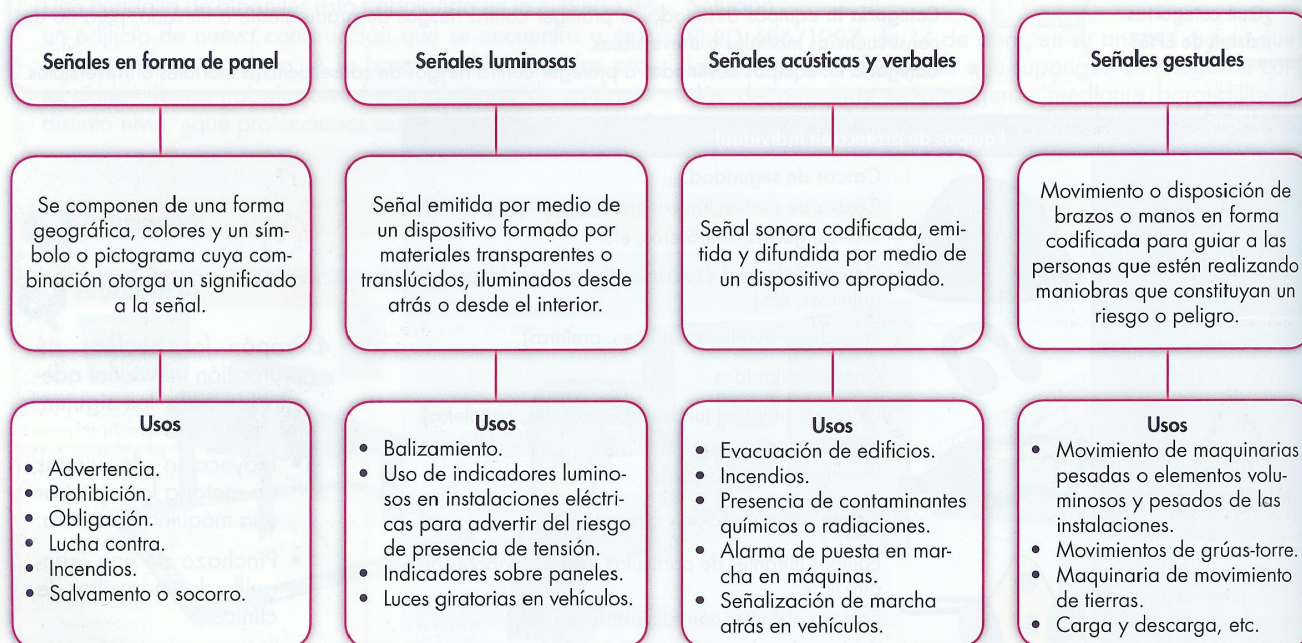 Señales en forma de panel
Se componen de una forma
geográfica, colores y un sím-
bolo o pictograma cuya com-
binación otorga un significado
a la señal.
Usos
• Advertencia.
• Prohibición.
• Obligación.
• Lucha contra.
• Incendios.
• Salvamento o socorro.
Señales luminosas
Señal emitida por medio de
un dispositivo formado por
materiales transparentes o
translúcidos, iluminados desde
atrás o desde el interior.
Usos
• Balizamiento.
• Uso de indicadores lumino-
sos en instalaciones eléctri-
cas para advertir del riesgo
de presencia de tensión.
• Indicadores sobre paneles.
• Luces giratorias en vehículos.
Señales acústicas y verbales
Señal sonora codificada, emi-
tida y difundida por medio de
un dispositivo apropiado.
Usos
• Evacuación de edificios.
• Incendios.
• Presencia de contaminantes
químicos o radiaciones.
• Alarma de puesta en mar-
cha en máquinas.
• Señalización de marcha
atrás en vehículos.
Señales gestuales
Movimiento o disposición de
brazos o manos en forma
codificada para guiar a las
personas que estén realizando
maniobras que constituyan un
riesgo o peligro.
Usos
• Movimiento de maquinarias
pesadas o elementos volu-
minosos y pesados de las
instalaciones.
• Movimientos de grúas-torre.
• Maquinaria de movimiento
de tierras.
• Carga y descarga, etc.